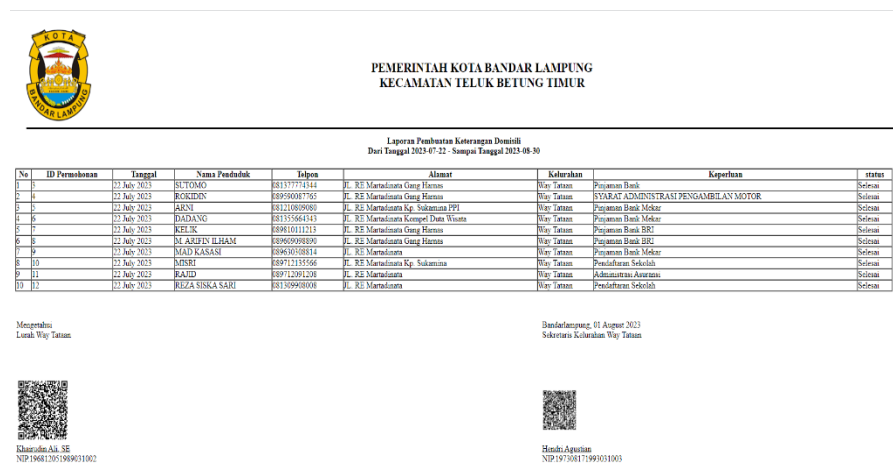 KOTA
BANDAR LAMPUNG
PEMERINTAH KOTA BANDAR LAMPUNG
KECAMATAN TELUK BETUNG TIMUR
Laporan Pembuatan Keterangan Domisili
Dari Tanggal 2023-07-22 - Sampai Tanggal 2023-08-30
No ID Permohonan Tanggal Nama Penduduk Telpon Alamat Kelurahan Keperluan status
1 3 22 July 2023 SUTOMO 081377774344 JL. RE Martadinata Gang Harnas Way Tataan Pinjaman Bank Selesai
2 4 22 July 2023 ROKIDIN 089590087765 JL. RE Martadinata Gang Harnas Way Tataan SYARAT ADMINISTRASI PENGAMBILAN MOTOR Selesai
3 5 22 July 2023 ARNI 081210809080 JL. RE Martadinata Kp. Sukamina PPI Way Tataan Pinjaman Bank Mekar Selesai
4 6 22 July 2023 DADANG 081355664343 JL. RE Martadinata Kompel Duta Wisata Way Tataan Pinjaman Bank Mekar Selesai
5 7 22 July 2023 KELIK 089810111213 JL. RE Martadinata Gang Harnas Way Tataan Pinjaman Bank BRI Selesai
6 8 22 July 2023 M. ARIFIN ILHAM 089609098890 JL. RE Martadinata Gang Harnas Way Tataan Pinjaman Bank BRI Selesai
7 9 22 July 2023 MAD KASASI 089630308814 JL. RE Martadinata Way Tataan Pinjaman Bank Mekar Selesai
8 10 22 July 2023 MISRI 089712135566 JL. RE Martadinata Kp. Sukamina Way Tataan Pendaftaran Sekolah Selesai
9 11 22 July 2023 RAJID 089712091208 JL. RE Martadinata Way Tataan Administrasi Asuransi Selesai
10 12 22 July 2023 REZA SISKA SARI 081309908008 JL. RE Martadinata Way Tataan Pendaftaran Sekolah Selesai
Mengetahui
Lurah Way Tataan
Bandarlampung, 01 August 2023
Sekretaris Kelurahan Way Tataan
Khairudin Ali, SE
NIP.196812051989031002
Hendri Agustian
NIP.197308171993031003